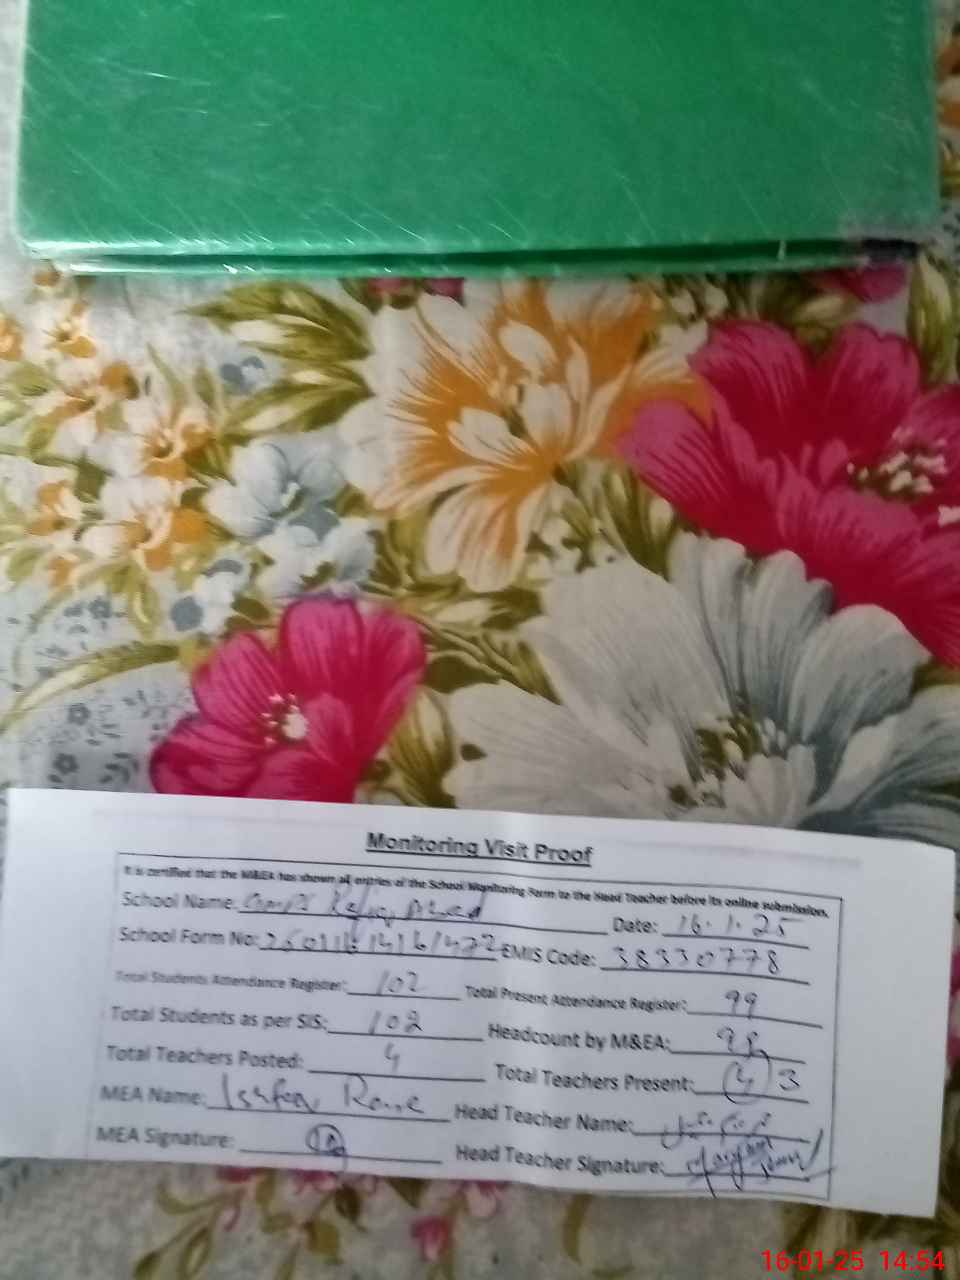 Monitoring Visit Proof
It is certified that the M&EA has shown all entries of the School Monitoring Form to the Head Teacher before its online submission.
School Name: Date: 16.1.25
School Form No: EMIS Code: 38330778
Total Students Attendance Register: 102 Total Present Attendance Register: 99
Total Students as per SIS: 102 Headcount by M&EA: 98
Total Teachers Posted: 4 Total Teachers Present: 3
MEA Name: Head Teacher Name:
MEA Signature: Head Teacher Signature:
16-01-25 14:54